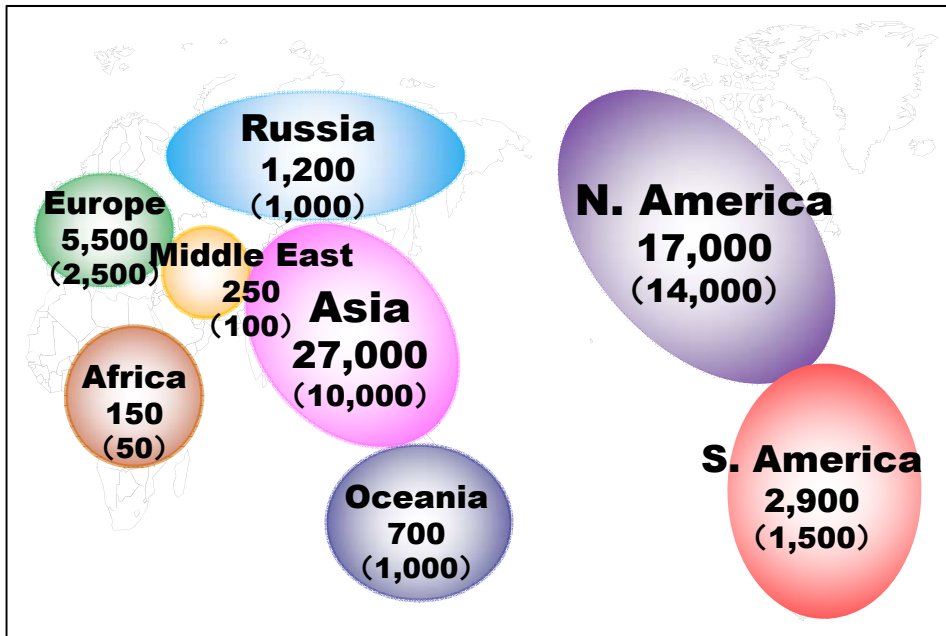 Russia
1,200
（1,000）
Europe
5,500
（2,500）
Middle East
250
（100）
Asia
27,000
（10,000）
Africa
150
（50）
Oceania
700
（1,000）
N. America
17,000
（14,000）
S. America
2,900
（1,500）